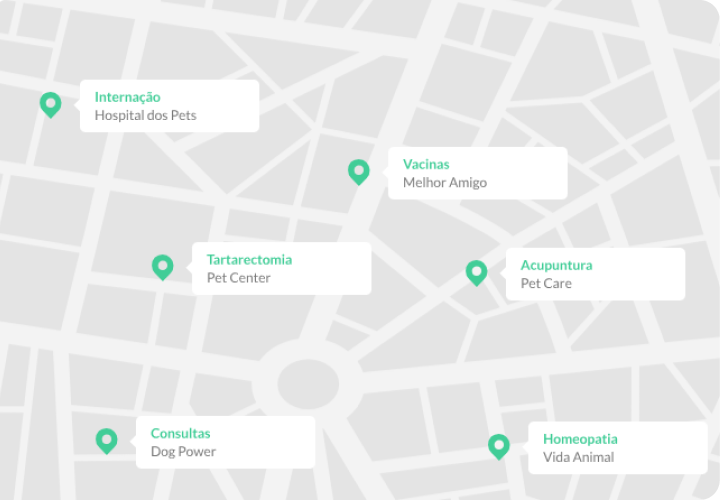 Internação
Hospital dos Pets
Vacinas
Melhor Amigo
Tartarectomia
Pet Center
Acupuntura
Pet Care
Consultas
Dog Power
Homeopatia
Vida Animal